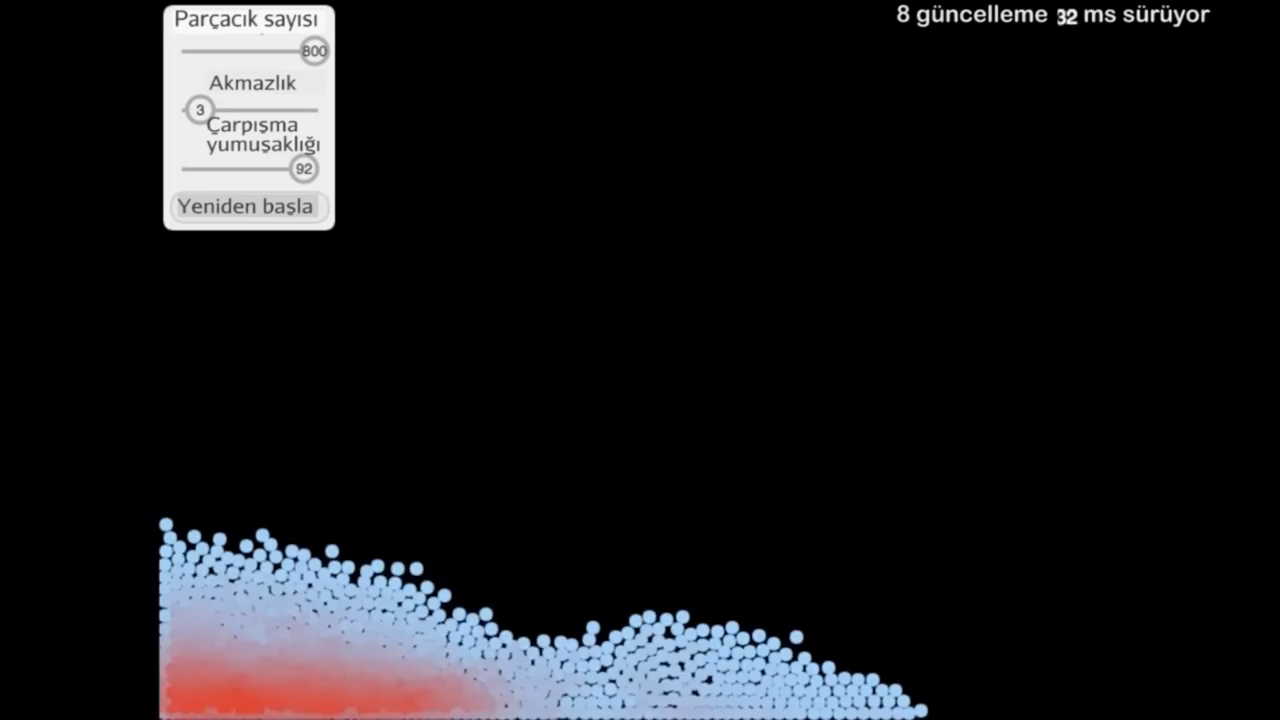 Parçacık sayısı
800
Akmazlık
3
Çarpışma
yumuşaklığı
92
Yeniden başla
8 güncelleme 32 ms sürüyor